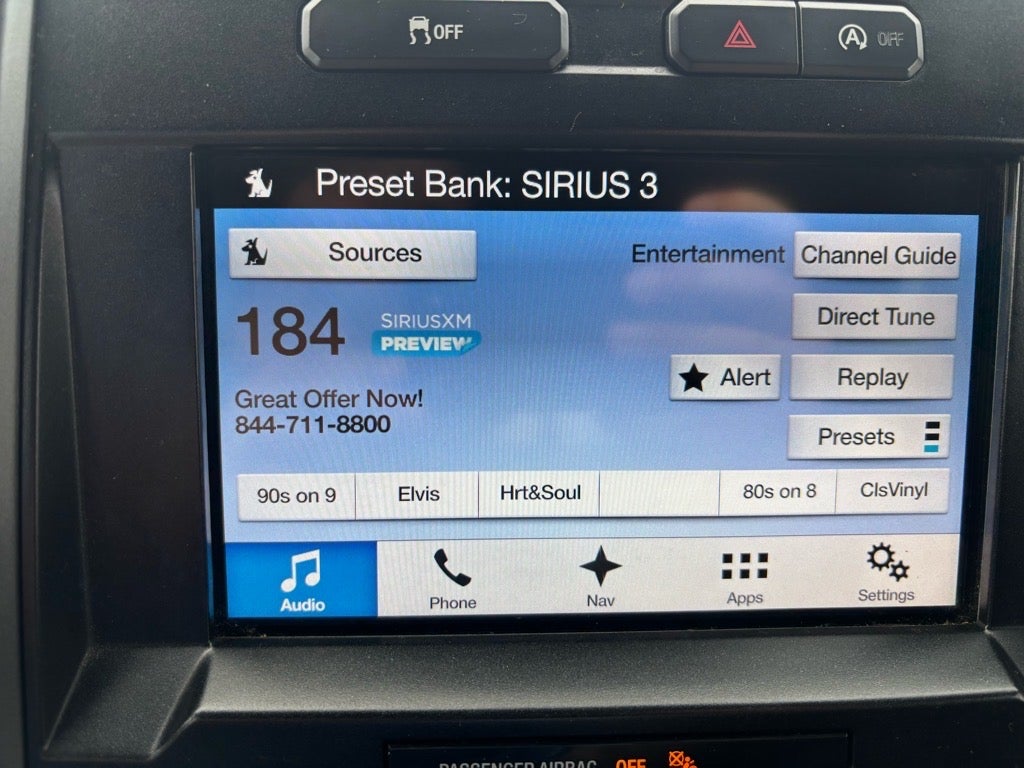 OFF
A OFF
Preset Bank: SIRIUS 3
Sources
Entertainment
Channel Guide
184
SIRIUSXM
PREVIEW
Direct Tune
Great Offer Now!
844-711-8800
Alert
Replay
Presets
90s on 9
Elvis
Hrt&Soul
80s on 8
ClsVinyl
Audio
Phone
Nav
Apps
Settings
PASSENGER AIRBAG OFF